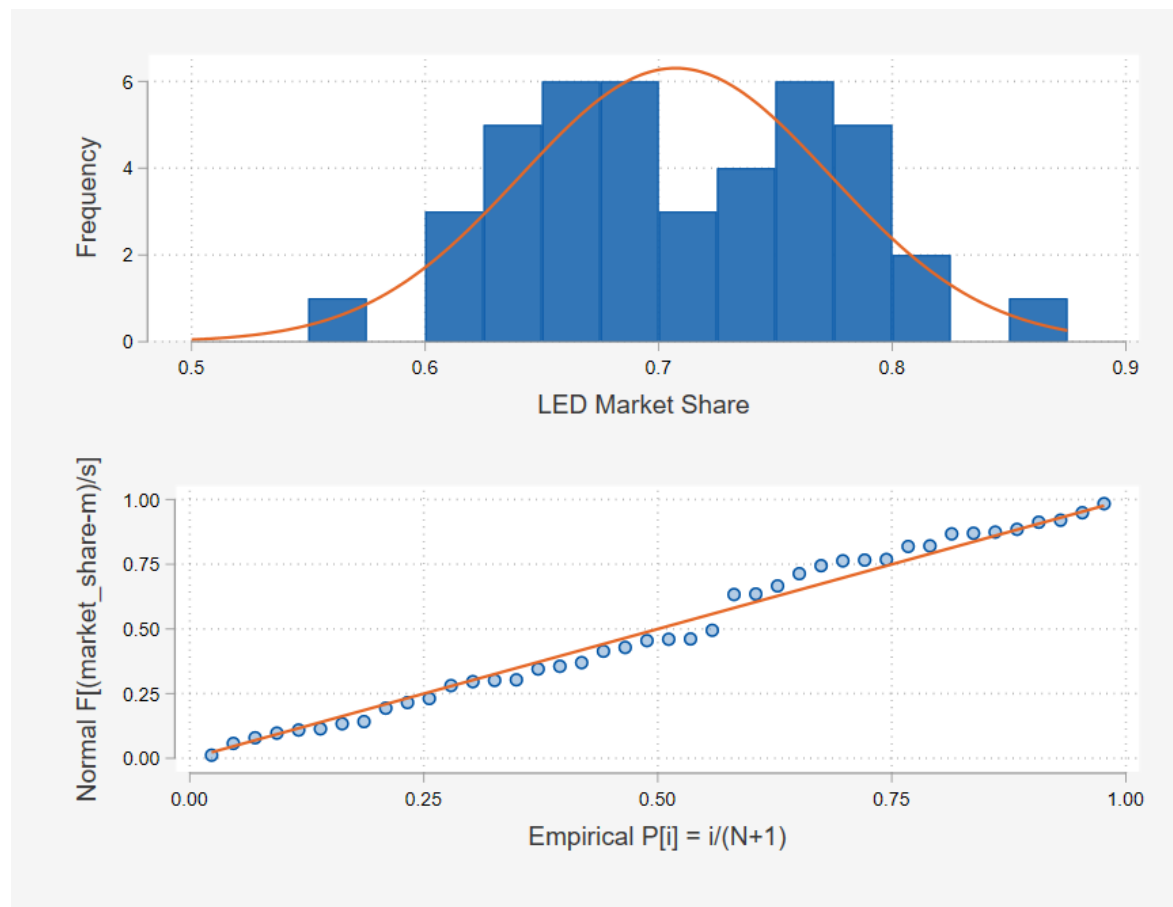 Frequency
6
4
2
0
0.5 0.6 0.7 0.8 0.9
LED Market Share
Normal F[(market_share-m)/s]
1.00
0.75
0.50
0.25
0.00
0.00 0.25 0.50 0.75 1.00
Empirical P[i] = i/(N+1)